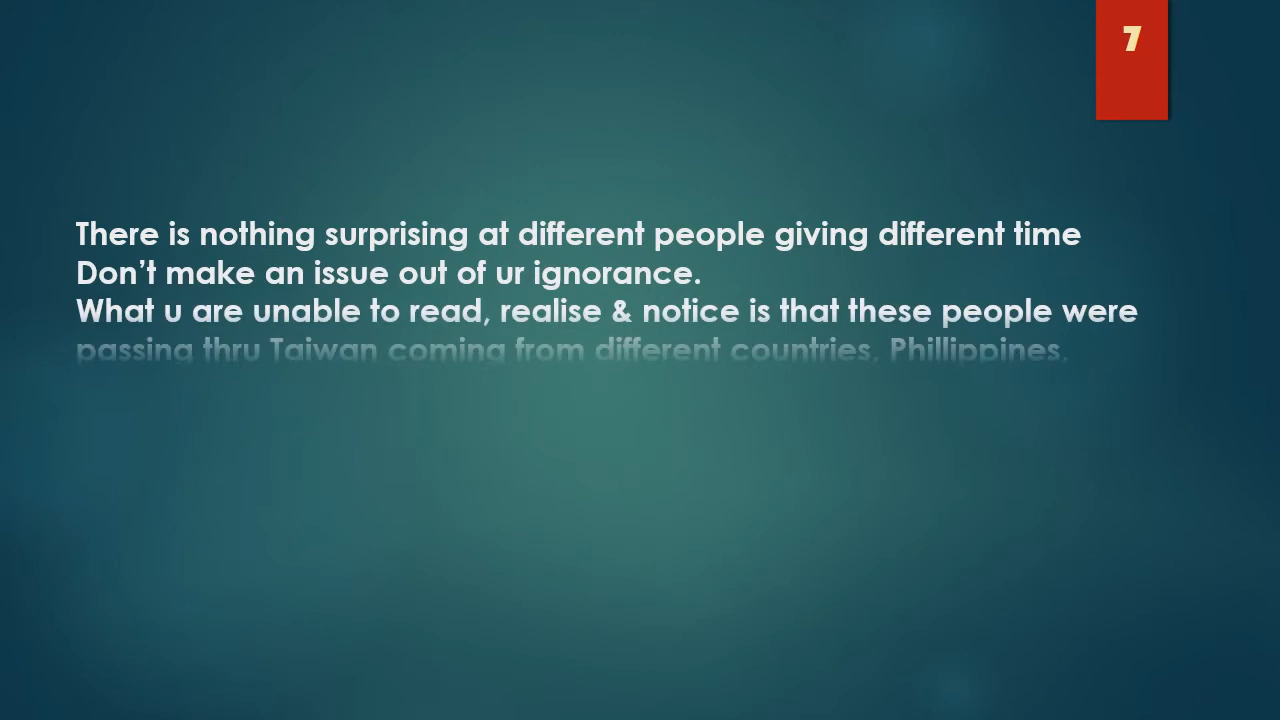 7
There is nothing surprising at different people giving different time
Don't make an issue out of ur ignorance.
What u are unable to read, realise & notice is that these people were
passing thru Taiwan coming from different countries, Phillippines,